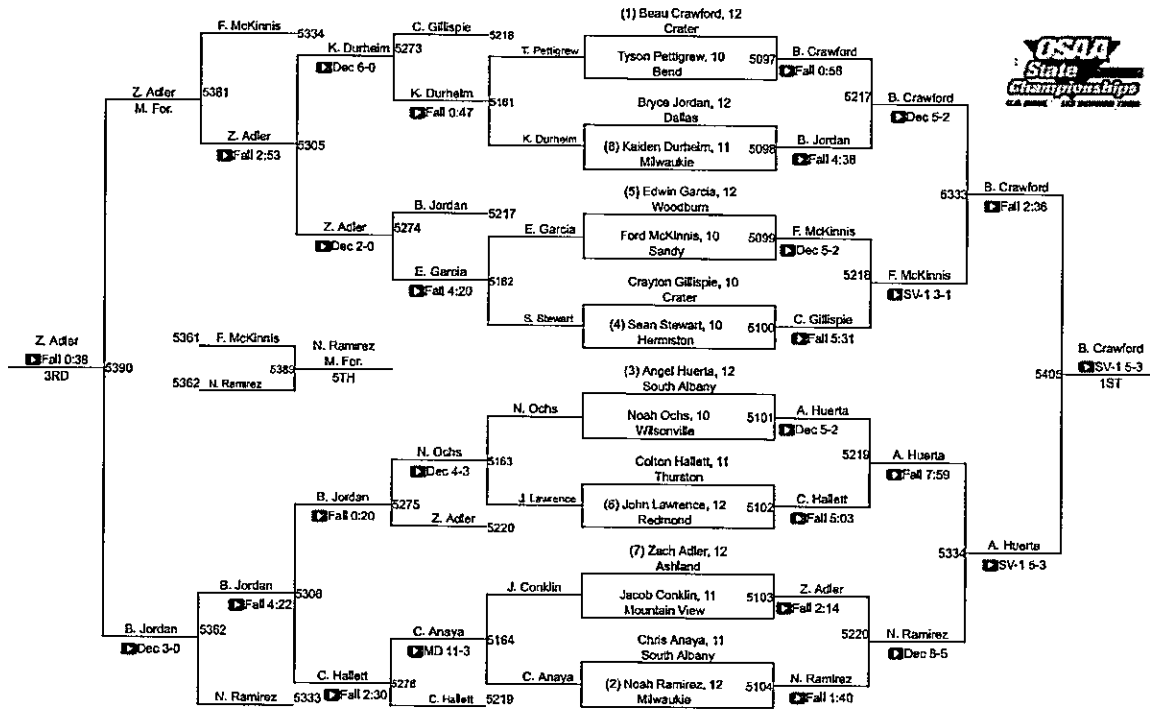 OSAA
State
Championships
(1) Beau Crawford, 12
Crater
Tyson Pettigrew, 10
Bend
5097
Bryce Jordan, 12
Dallas
(8) Kaiden Durheim, 11
Milwaukie
5098
(5) Edwin Garcia, 12
Woodburn
Ford McKinnis, 10
Sandy
5099
Crayton Gillispie, 10
Crater
(4) Sean Stewart, 10
Hermiston
5100
(3) Angel Huerta, 12
South Albany
Noah Ochs, 10
Wilsonville
5101
Colton Hallett, 11
Thurston
(6) John Lawrence, 12
Redmond
5102
(7) Zach Adler, 12
Ashland
Jacob Conklin, 11
Mountain View
5103
Chris Anaya, 11
South Albany
(2) Noah Ramirez, 12
Milwaukie
5104
B. Crawford
Fall 0:56
5217
B. Jordan
Fall 4:38
F. McKinnis
Dec 5-2
5218
C. Gillispie
Fall 5:31
A. Huerta
Dec 5-2
5219
C. Hallett
Fall 5:03
Z. Adler
Fall 2:14
5220
N. Ramirez
Fall 1:40
B. Crawford
Dec 5-2
5333
F. McKinnis
SV-1 3-1
A. Huerta
Fall 7:59
5334
N. Ramirez
Dec 6-5
B. Crawford
Fall 2:36
5405
A. Huerta
SV-1 5-3
B. Crawford
SV-1 5-3
1ST
T. Pettigrew
5161
K. Durheim
E. Garcia
5162
S. Stewart
N. Ochs
5163
J. Lawrence
J. Conklin
5164
C. Anaya
C. Gillispie
5218
5273
K. Durheim
Fall 0:47
B. Jordan
5217
5274
E. Garcia
Fall 4:20
N. Ochs
Dec 4-3
5275
Z. Adler
5220
C. Anaya
MD 11-3
5276
C. Hallett
5219
K. Durheim
Dec 6-0
5305
Z. Adler
Dec 2-0
B. Jordan
Fall 0:20
5306
C. Hallett
Fall 2:30
F. McKinnis
5334
5361
Z. Adler
Fall 2:53
B. Jordan
Fall 4:22
5362
N. Ramirez
5333
Z. Adler
M. For.
5390
B. Jordan
Dec 3-0
Z. Adler
Fall 0:38
3RD
5361
F. McKinnis
5389
5362
N. Ramirez
N. Ramirez
M. For.
5TH